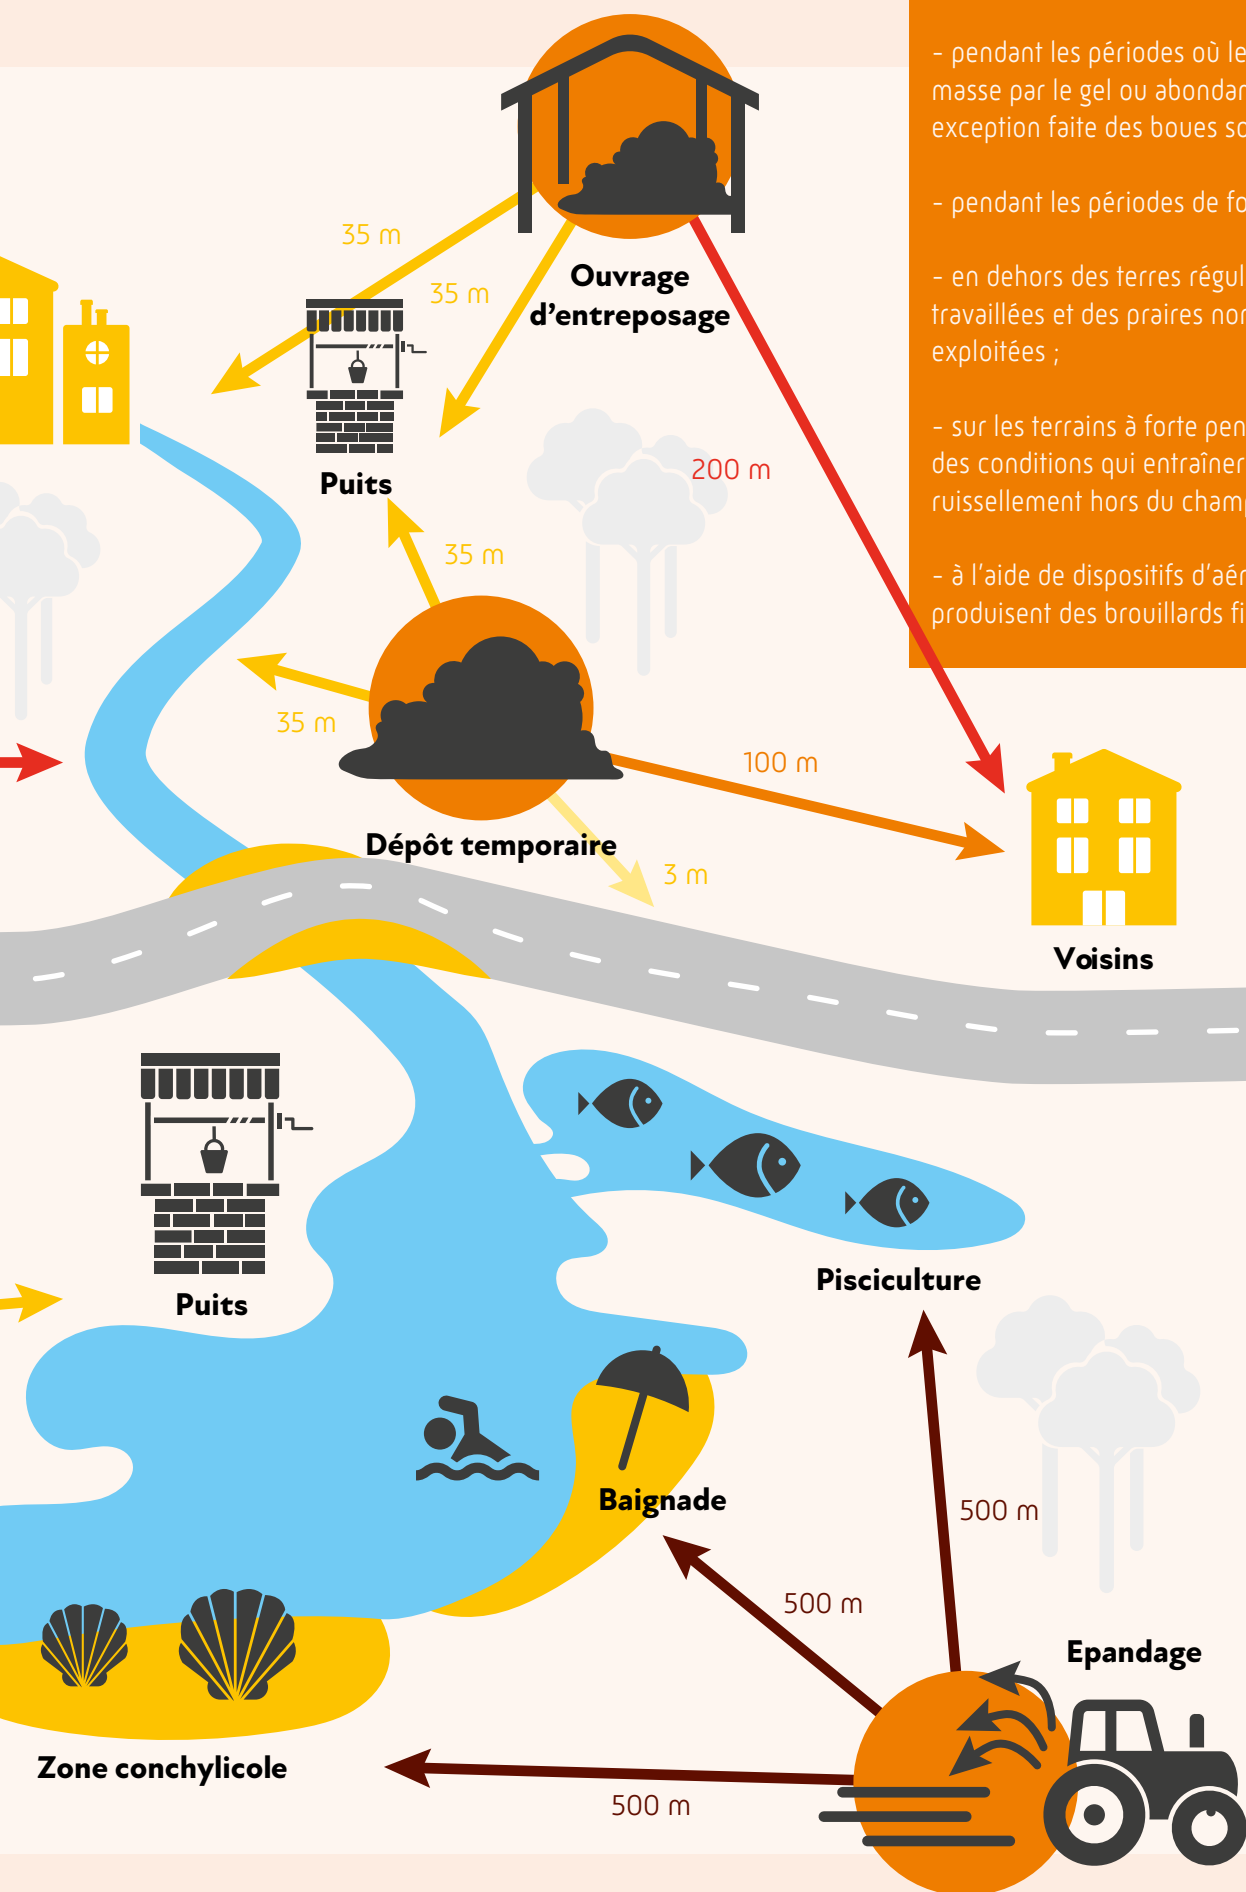 - pendant les périodes où le
masse par le gel ou abondan
exception faite des boues so
- pendant les périodes de fo
- en dehors des terres régul
travaillées et des praires nor
exploitées ;
- sur les terrains à forte pen
des conditions qui entraîner
ruissellement hors du cham
- à l'aide de dispositifs d'aér
produisent des brouillards fi
35 m
35 m
Ouvrage
d'entreposage
Puits
200 m
35 m
35 m
100 m
Dépôt temporaire
3 m
Voisins
Puits
Pisciculture
Baignade
500 m
500 m
Epandage
Zone conchylicole
500 m